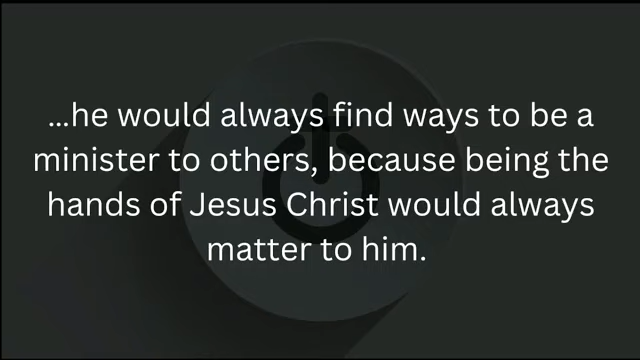 ...he would always find ways to be a
minister to others, because being the
hands of Jesus Christ would always
matter to him.